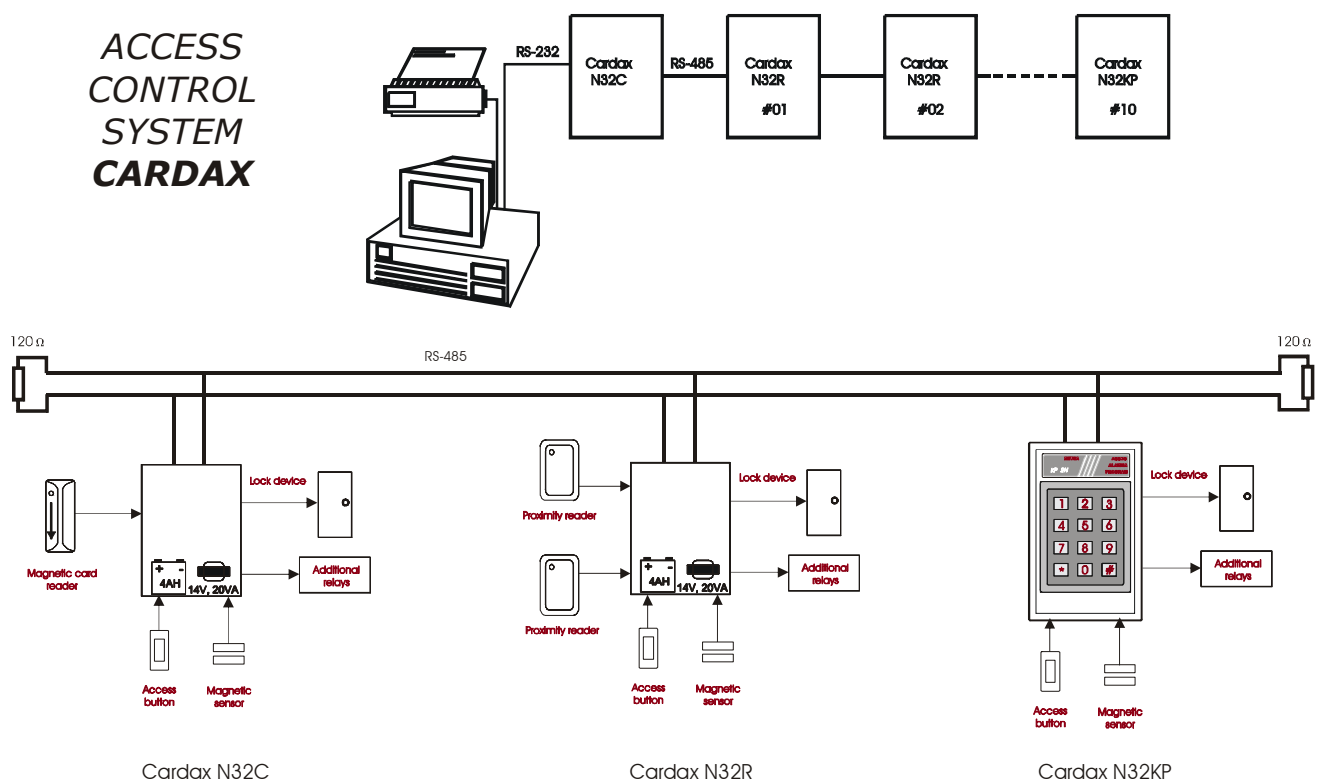 ACCESS
CONTROL
SYSTEM
CARDAX
RS-232
Cardax
N32C
RS-485
Cardax
N32R
#01
Cardax
N32R
#02
Cardax
N32KP
#10
120 Ω
RS-485
120 Ω
Magnetic card
reader
Lock device
+ -
4AH
14V, 20VA
Additional
relays
Access
button
Magnetic
sensor
Cardax N32C
Proximity reader
Proximity reader
Lock device
+ -
4AH
14V, 20VA
Additional
relays
Access
button
Magnetic
sensor
Cardax N32R
ALARM
PROGRAM
1 2 3
4 5 6
7 8 9
* 0 #
Lock device
Additional
relays
Access
button
Magnetic
sensor
Cardax N32KP